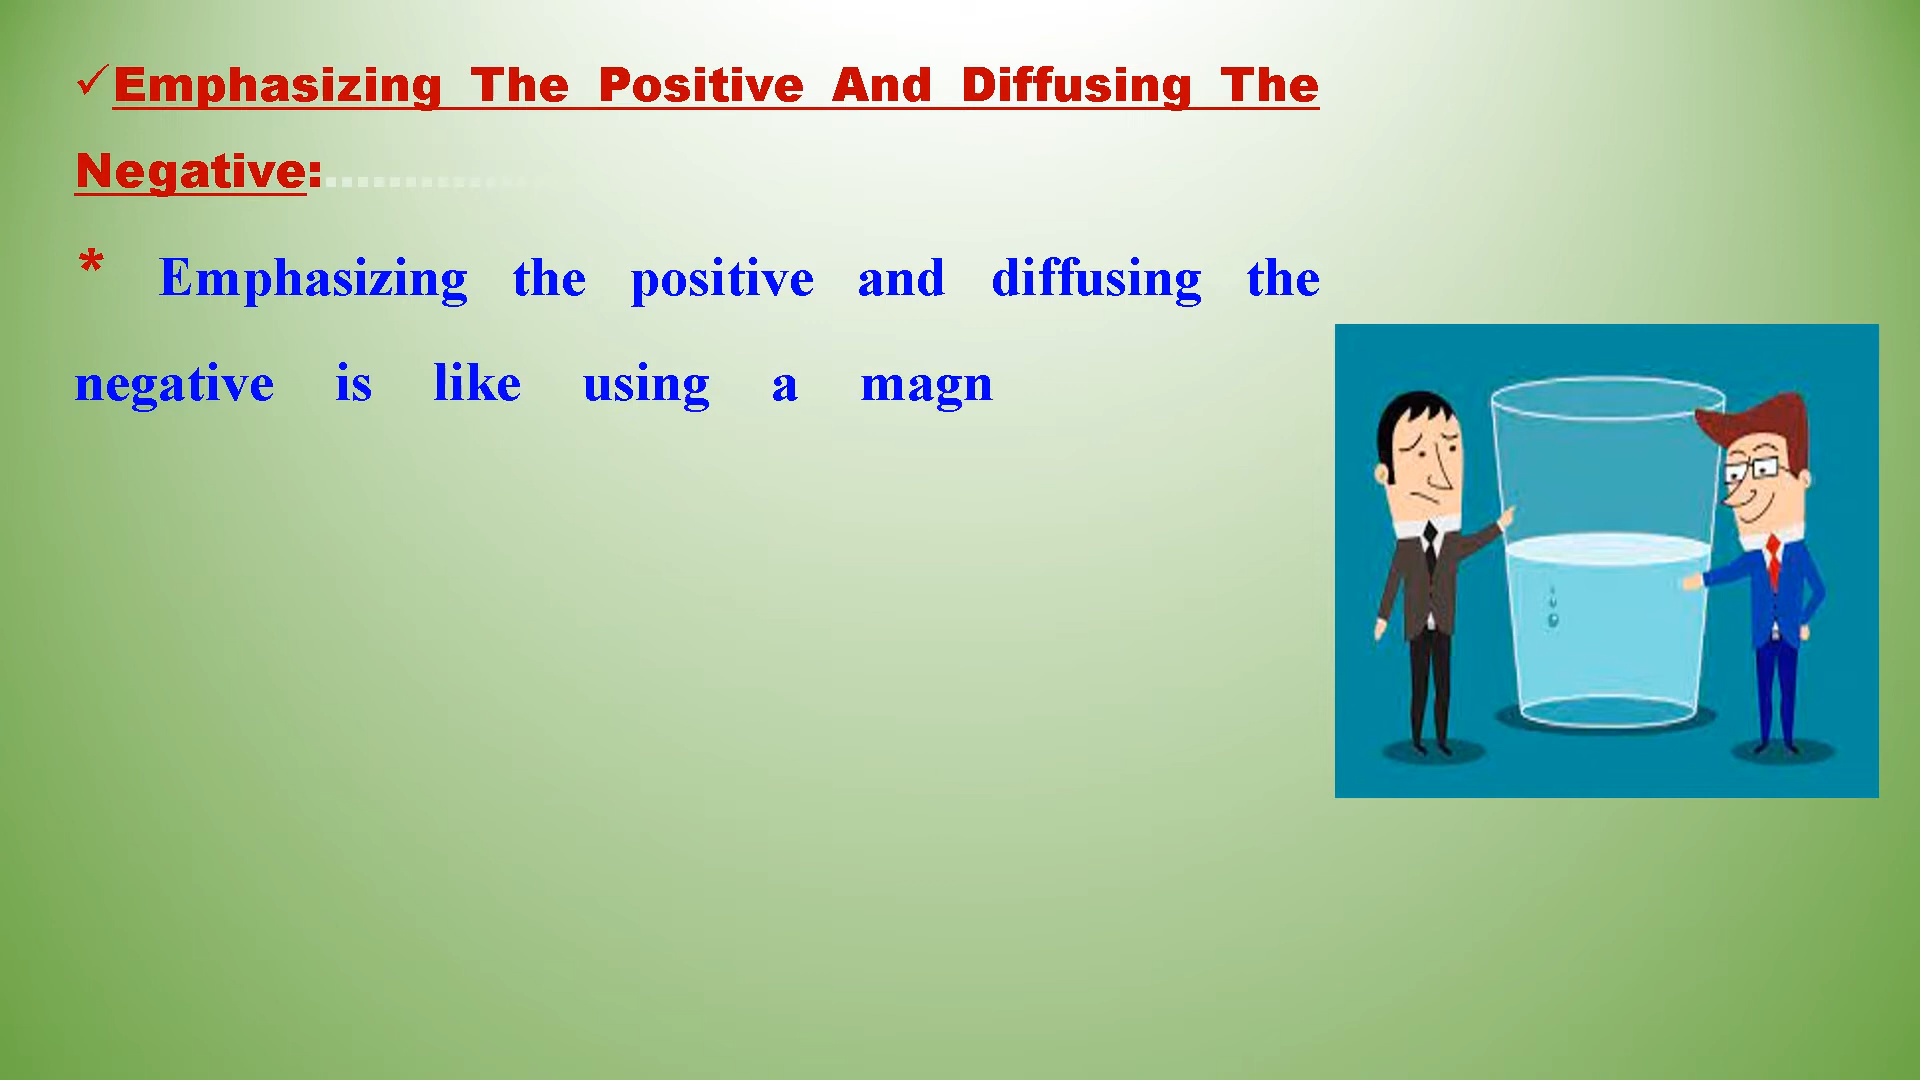 ✓Emphasizing The Positive And Diffusing The
Negative:.............
* Emphasizing the positive and diffusing the
negative is like using a magn